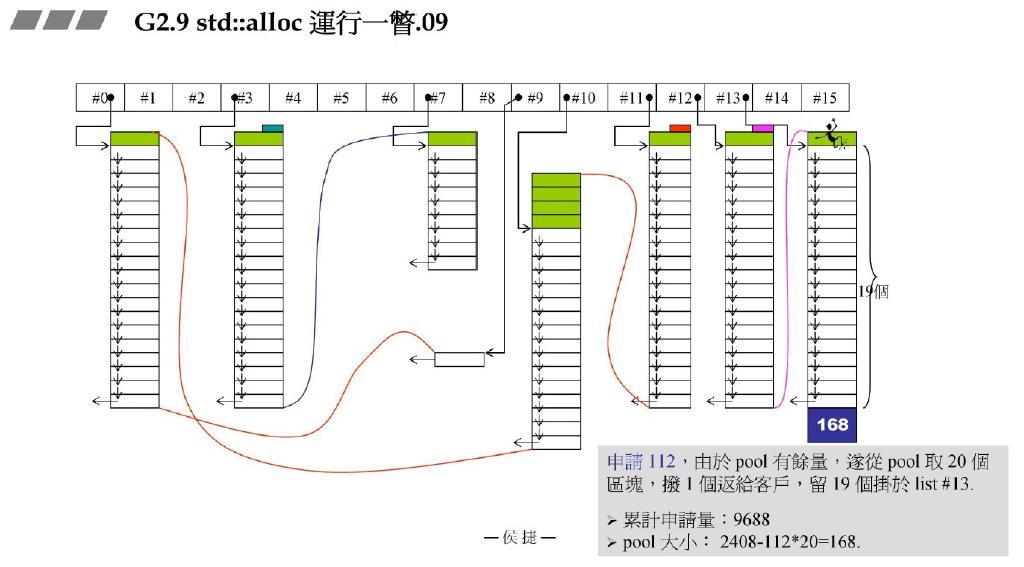 G2.9 std::alloc 運行一瞥.09
#0 #1 #2 #3 #4 #5 #6 #7 #8 #9 #10 #11 #12 #13 #14 #15
19個
168
申請 112，由於 pool 有餘量，遂從 pool 取 20 個
區塊，撥 1 個返給客戶，留 19 個掛於 list #13.
➢ 累計申請量：9688
➢ pool 大小： 2408-112*20=168.
— 侯捷 —